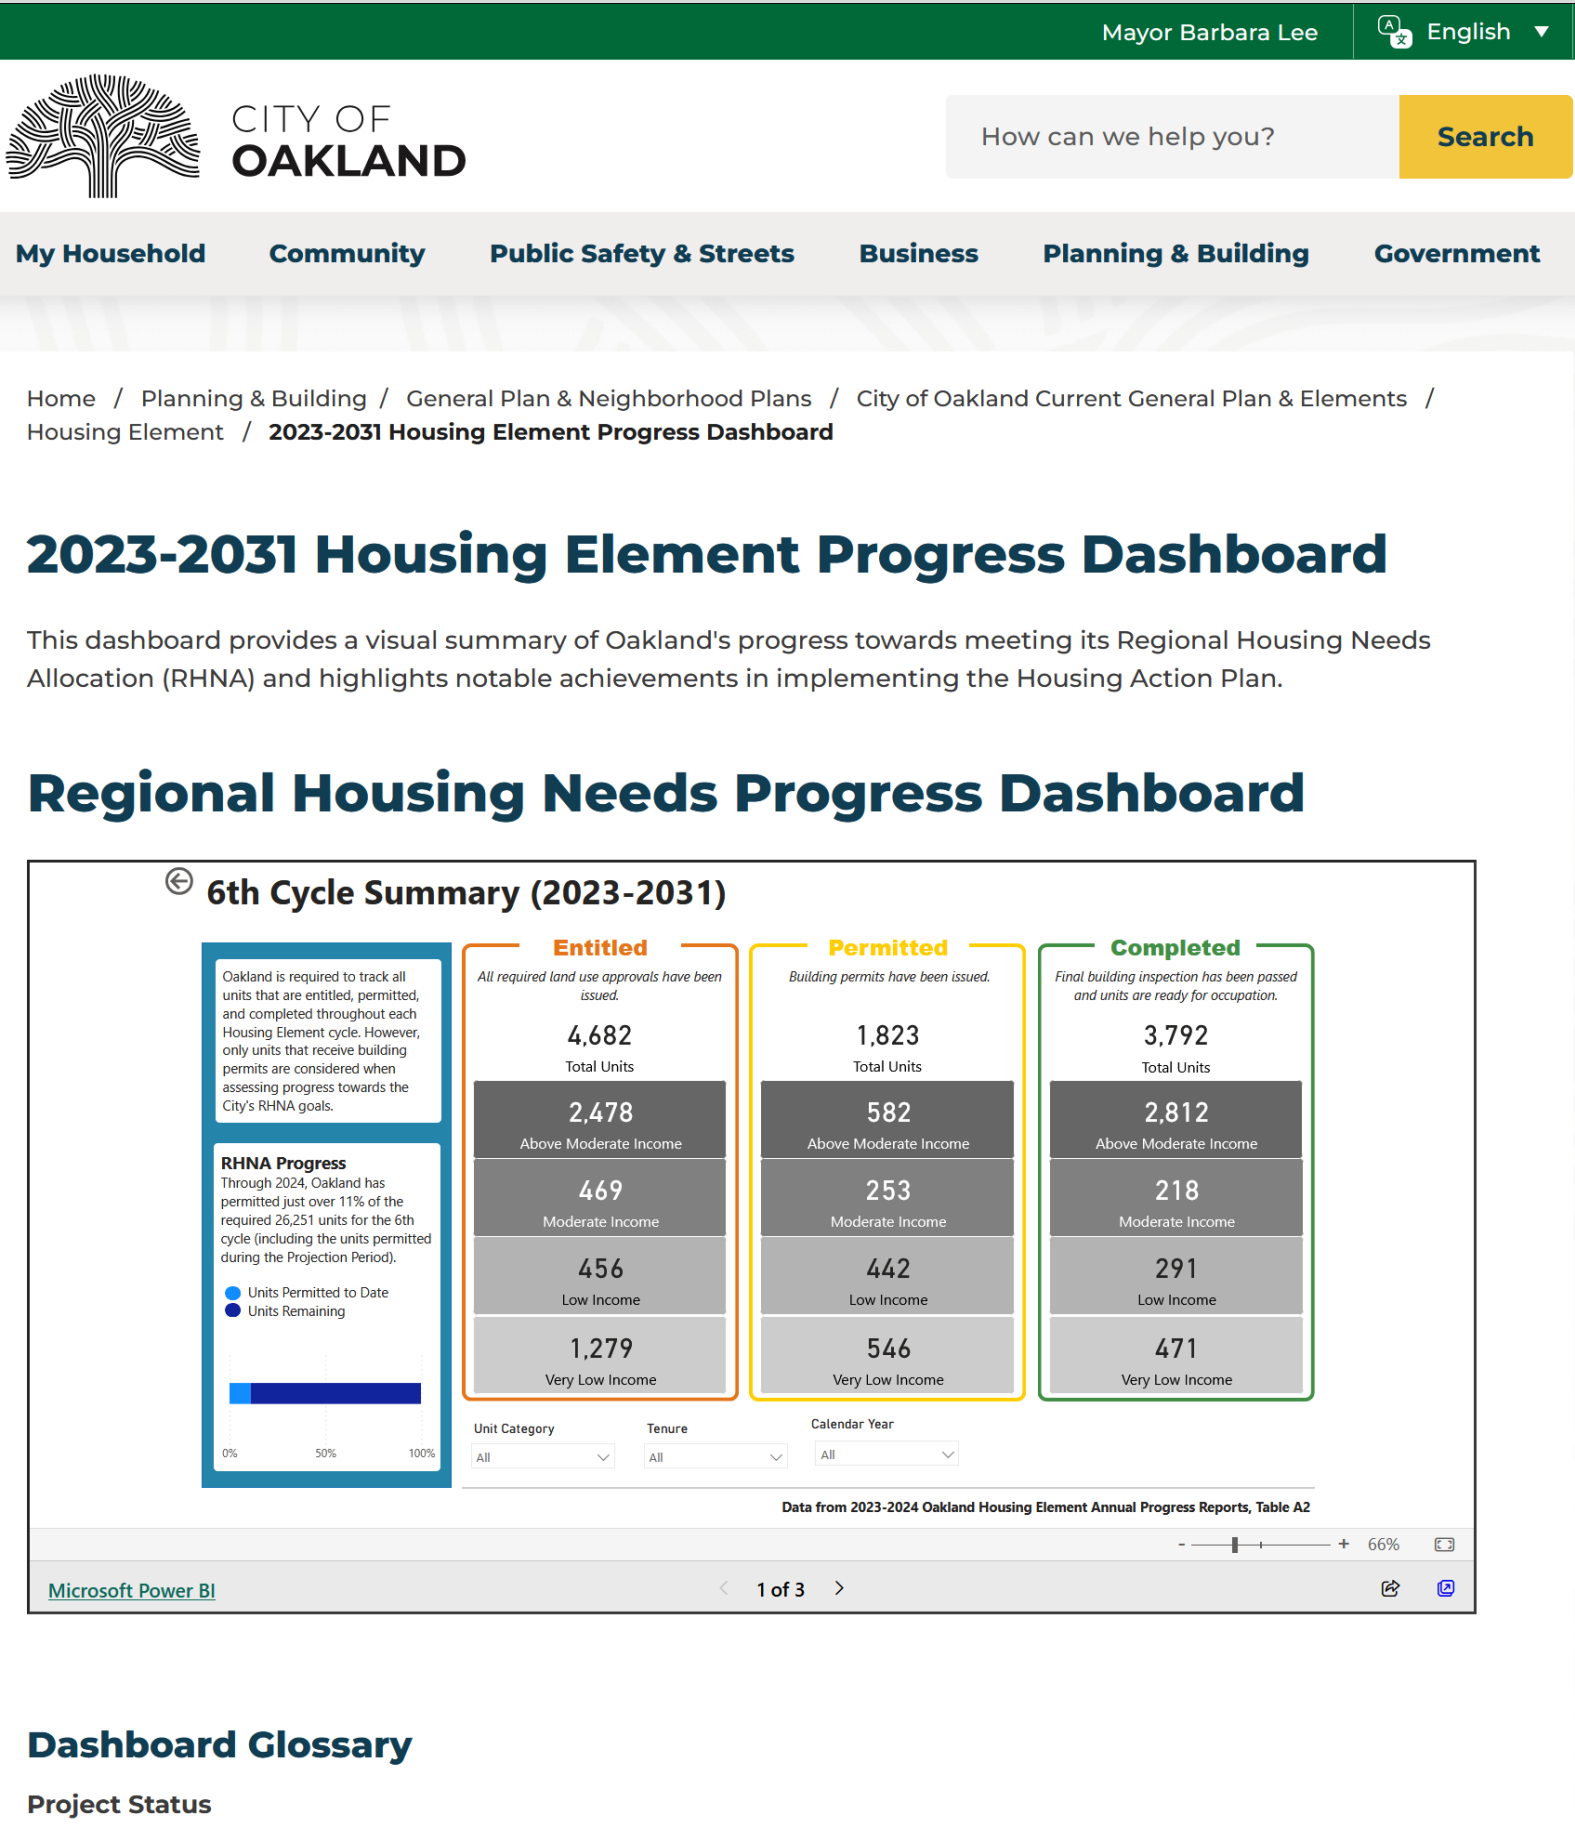 Mayor Barbara Lee
A
文
English
CITY OF
OAKLAND
How can we help you?
Search
My Household
Community
Public Safety & Streets
Business
Planning & Building
Government
Home / Planning & Building / General Plan & Neighborhood Plans / City of Oakland Current General Plan & Elements /
Housing Element / 2023-2031 Housing Element Progress Dashboard
2023-2031 Housing Element Progress Dashboard
This dashboard provides a visual summary of Oakland's progress towards meeting its Regional Housing Needs
Allocation (RHNA) and highlights notable achievements in implementing the Housing Action Plan.
Regional Housing Needs Progress Dashboard
6th Cycle Summary (2023-2031)
Oakland is required to track all
units that are entitled, permitted,
and completed throughout each
Housing Element cycle. However,
only units that receive building
permits are considered when
assessing progress towards the
City's RHNA goals.
RHNA Progress
Through 2024, Oakland has
permitted just over 11% of the
required 26,251 units for the 6th
cycle (including the units permitted
during the Projection Period).
Units Permitted to Date
Units Remaining
0%
50%
100%
Entitled
All required land use approvals have been
issued.
4,682
Total Units
2,478
Above Moderate Income
469
Moderate Income
456
Low Income
1,279
Very Low Income
Permitted
Building permits have been issued.
1,823
Total Units
582
Above Moderate Income
253
Moderate Income
442
Low Income
546
Very Low Income
Completed
Final building inspection has been passed
and units are ready for occupation.
3,792
Total Units
2,812
Above Moderate Income
218
Moderate Income
291
Low Income
471
Very Low Income
Unit Category
All
Tenure
All
Calendar Year
All
Data from 2023-2024 Oakland Housing Element Annual Progress Reports, Table A2
- + 66%
Microsoft Power BI
1 of 3
Dashboard Glossary
Project Status